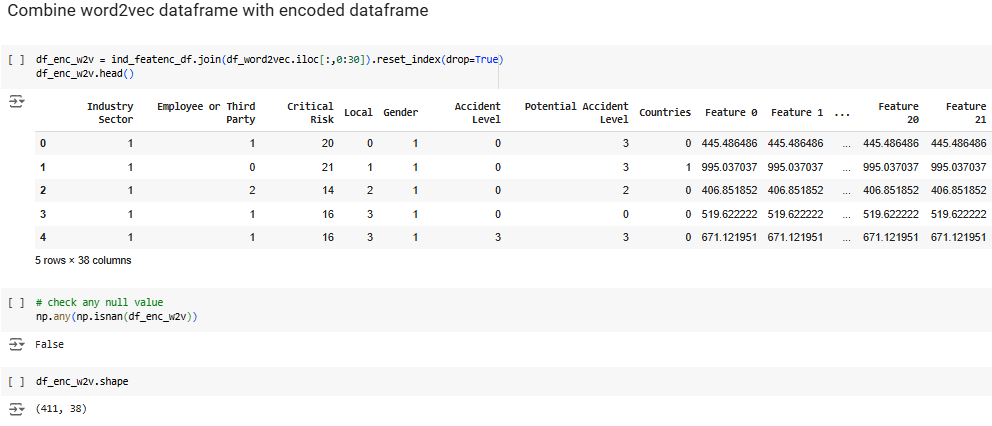 Combine word2vec dataframe with encoded dataframe
[ ] df_enc_w2v = ind_featenc_df.join(df_word2vec.iloc[:,0:30]).reset_index(drop=True)
df_enc_w2v.head()
Industry Sector Employee or Third Party Critical Risk Local Gender Accident Level Potential Accident Level Countries Feature 0 Feature 1 ... Feature 20 Feature 21
0 1 1 20 0 1 0 3 0 445.486486 445.486486 ... 445.486486 445.486486
1 1 0 21 1 1 0 3 1 995.037037 995.037037 ... 995.037037 995.037037
2 1 2 14 2 1 0 2 0 406.851852 406.851852 ... 406.851852 406.851852
3 1 1 16 3 1 0 0 0 519.622222 519.622222 ... 519.622222 519.622222
4 1 1 16 3 1 3 3 0 671.121951 671.121951 ... 671.121951 671.121951
5 rows × 38 columns
[ ] # check any null value
np.any(np.isnan(df_enc_w2v))
False
[ ] df_enc_w2v.shape
(411, 38)